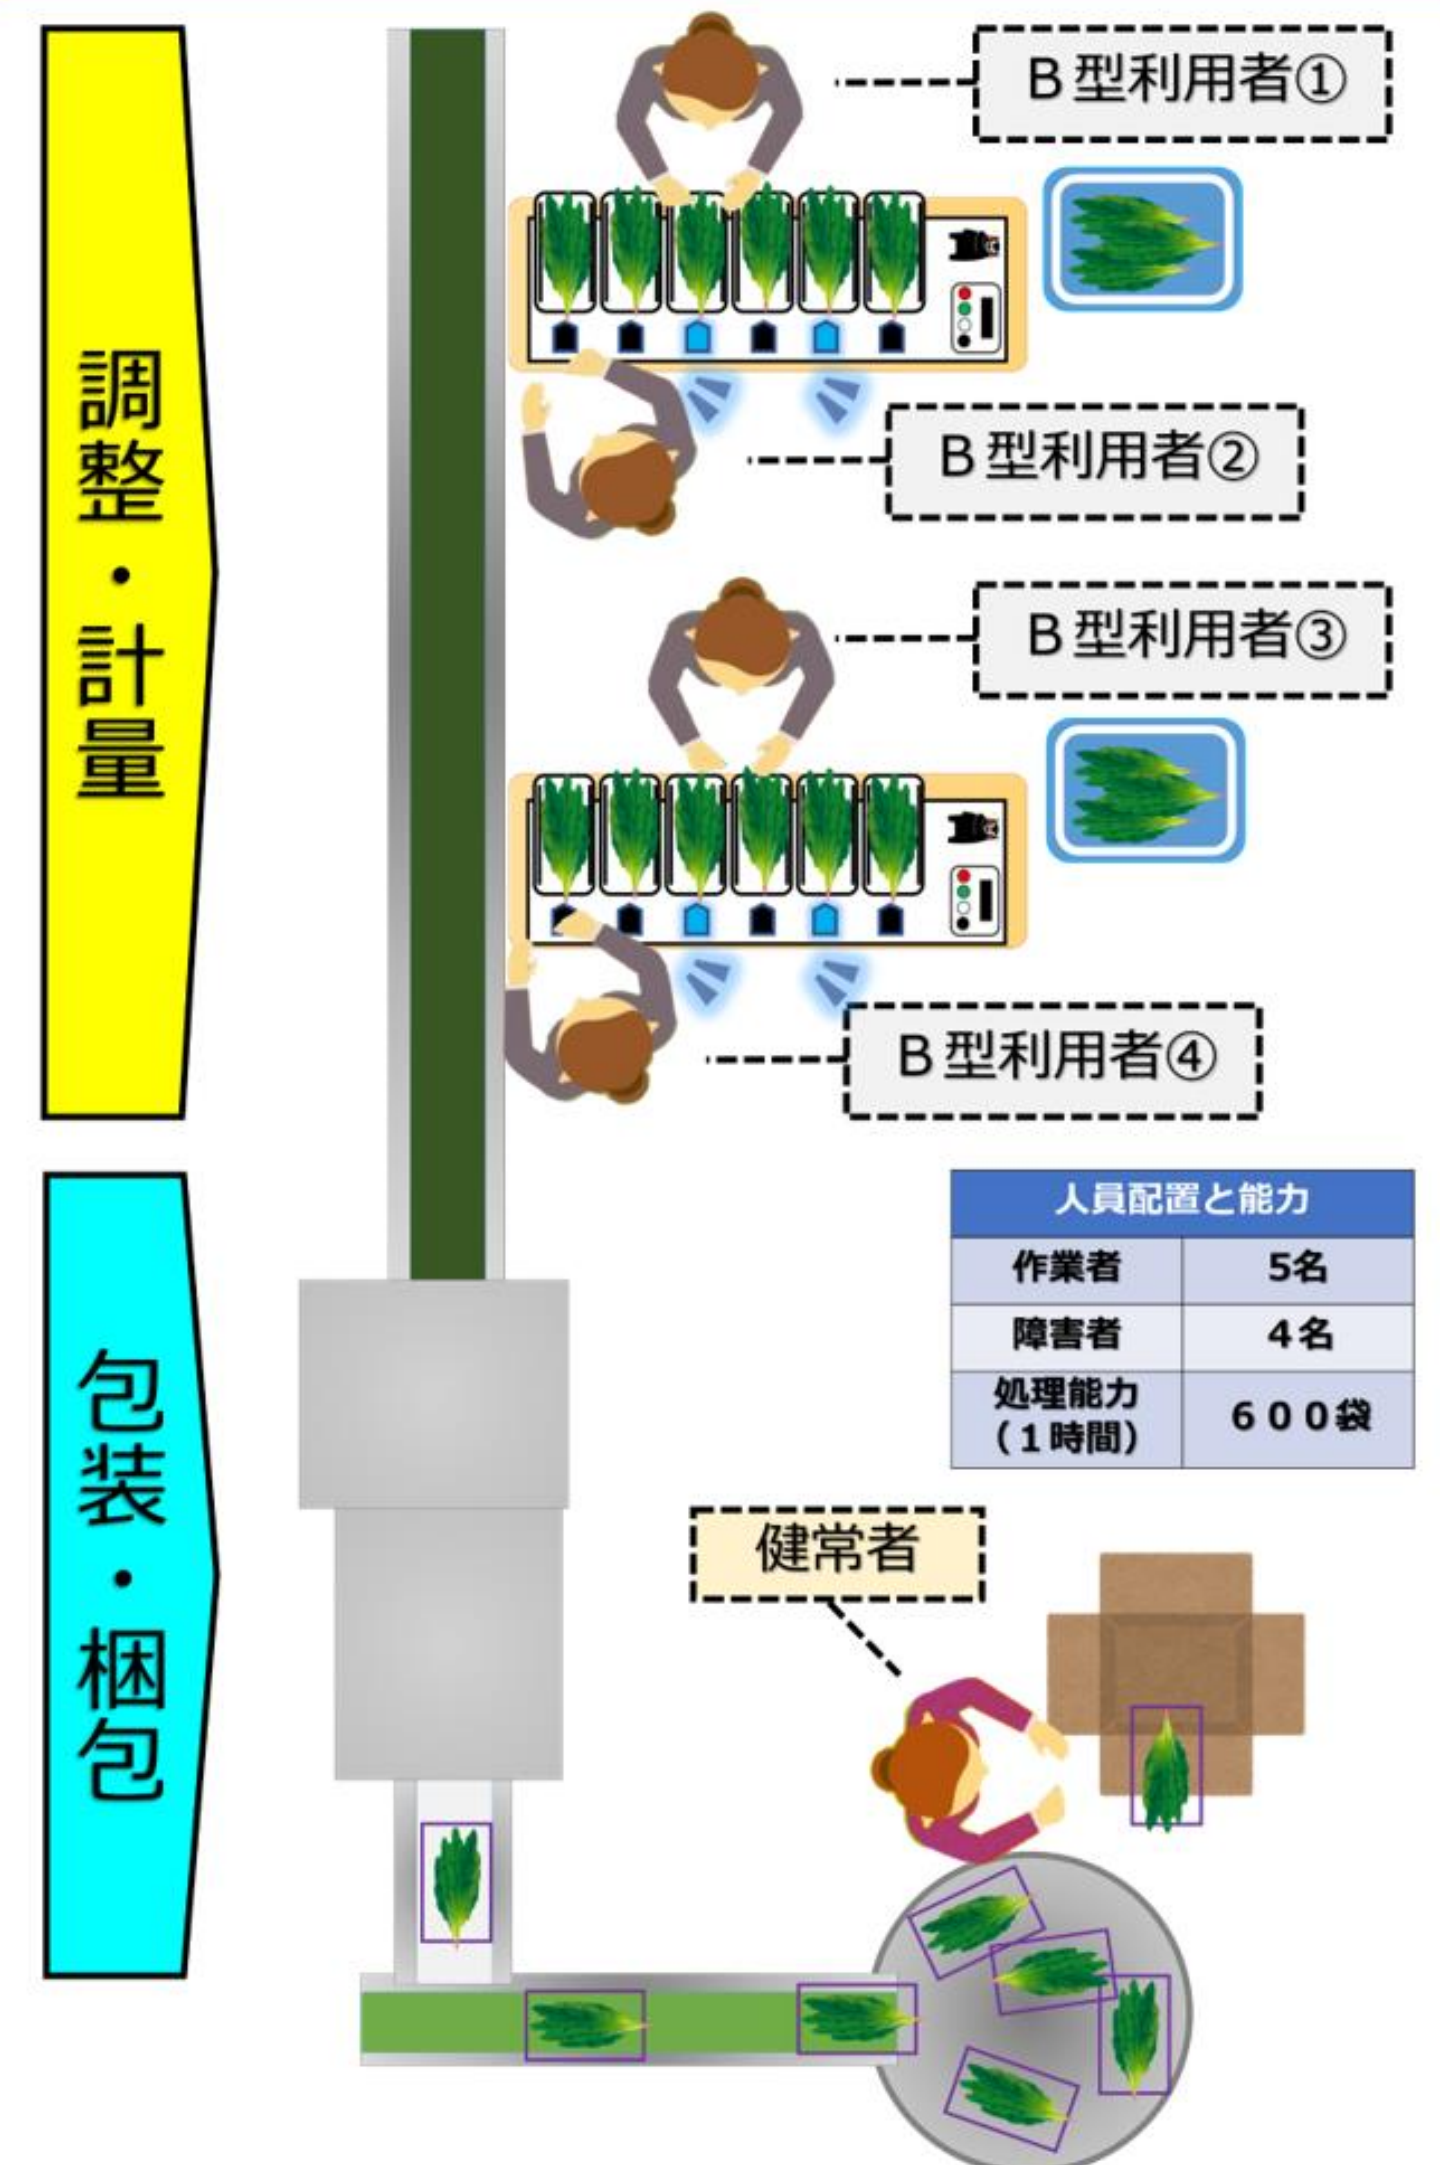 調整・計量
B型利用者①
B型利用者②
B型利用者③
B型利用者④
包装・梱包
人員配置と能力
作業者 5名
障害者 4名
処理能力
(1時間) 600袋
健常者